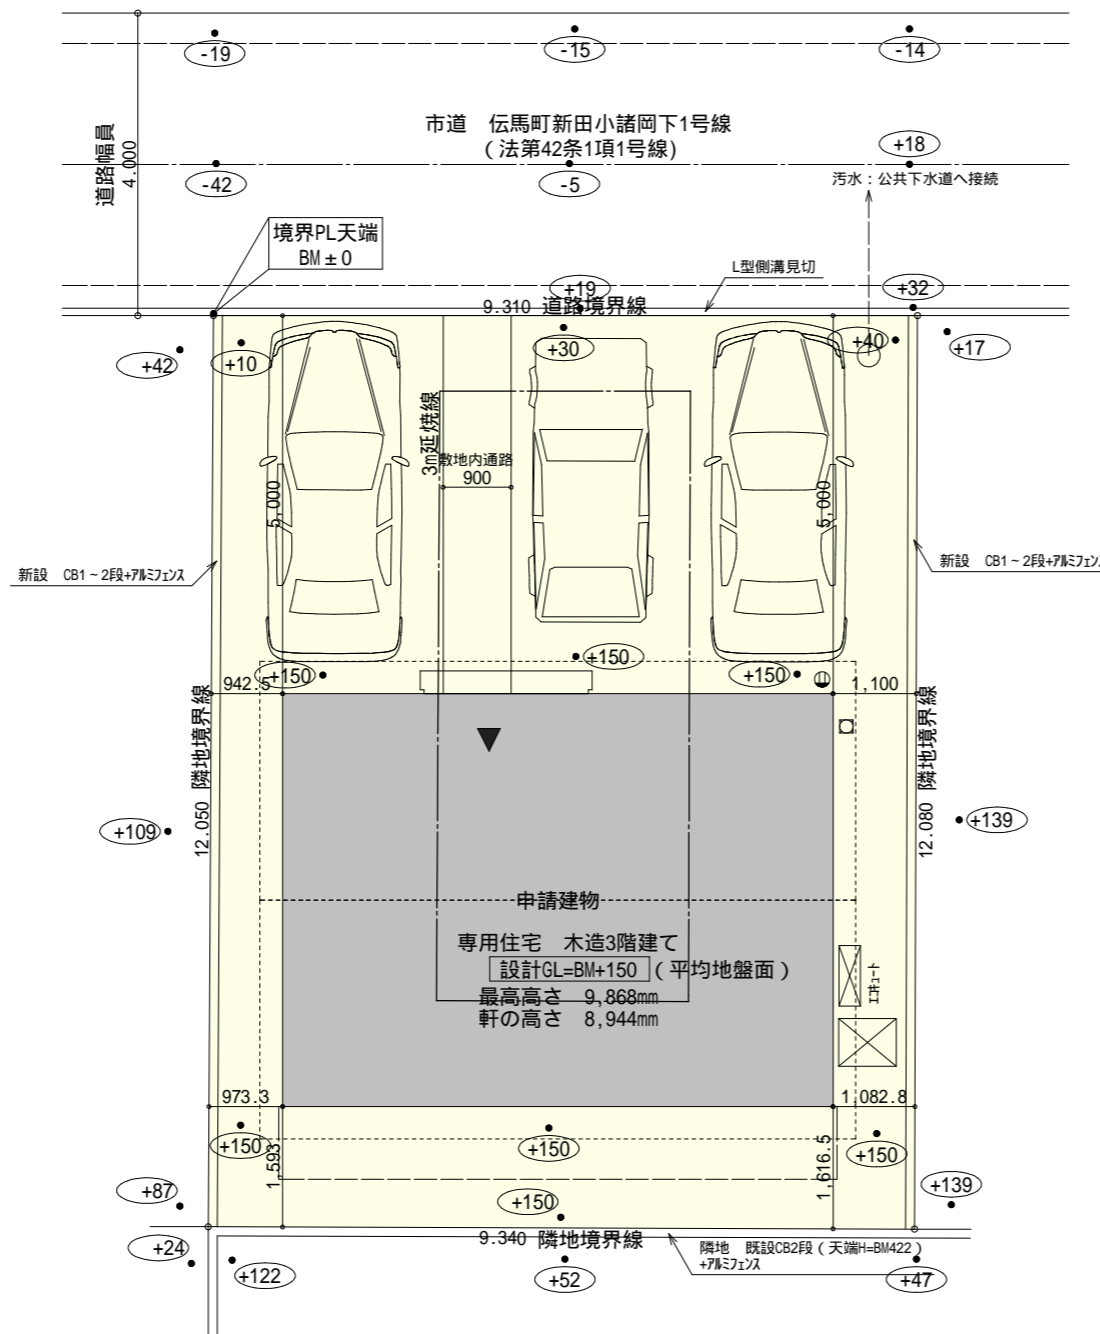 -19
-15
-14
市道　伝馬町新田小諸岡下1号線
（法第42条1項1号線)
道路幅員
4.000
+18
-42
-5
汚水：公共下水道へ接続
境界PL天端
BM±0
L型側溝見切
+19
+32
9.310 道路境界線
+42
+10
+30
+40
+17
3m延焼線
敷地内通路
900
5,000
5,000
新設　CB1～2段+アルミフェンス
新設　CB1～2段+アルミフェンス
+150
+150
+150
942.5
1,100
12.050 隣地境界線
12.080 隣地境界線
+109
+139
申請建物
専用住宅　木造3階建て
設計GL=BM+150（平均地盤面）
最高高さ　9,868mm
軒の高さ　8,944mm
エコキュート
973.3
1,082.8
+150
+150
+150
1,593
1,616.5
+87
+150
+139
9.340 隣地境界線
+24
隣地　既設CB2段（天端H=BM422）
+アルミフェンス
+122
+52
+47